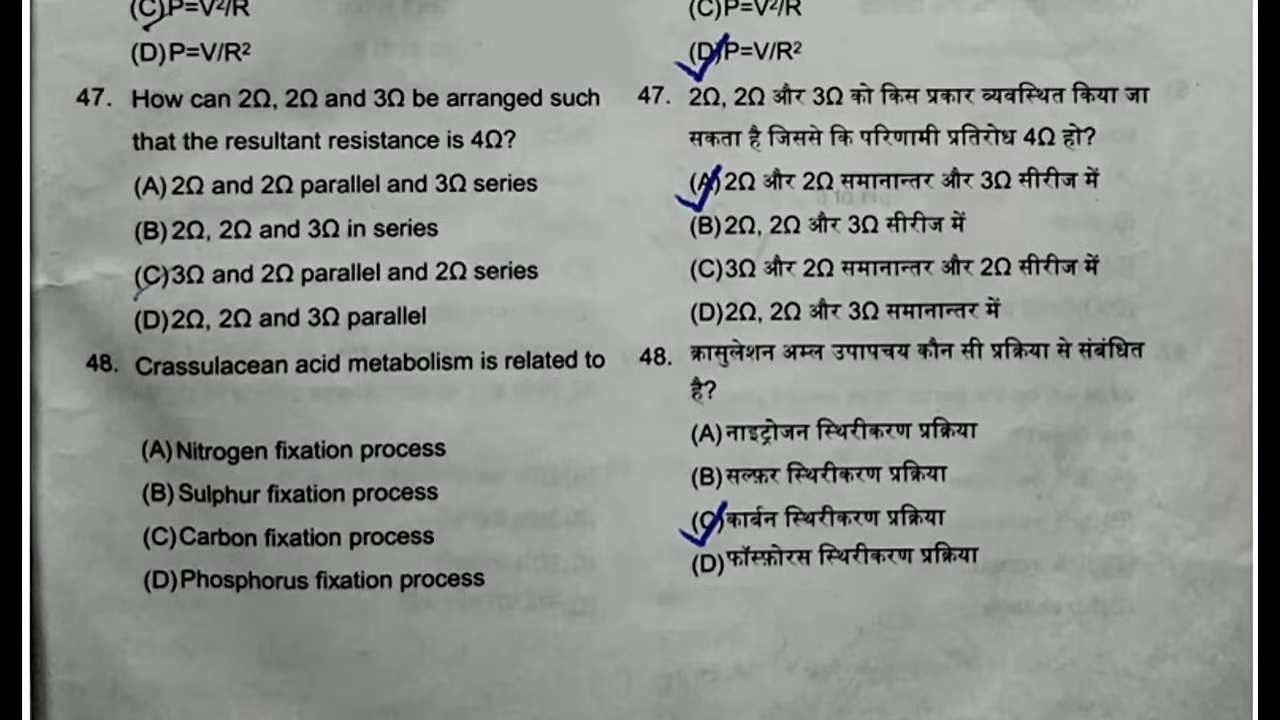 (C)P=V²/R
(D)P=V/R²
47. How can 2Ω, 2Ω and 3Ω be arranged such
that the resultant resistance is 4Ω?
(A)2Ω and 2Ω parallel and 3Ω series
(B)2Ω, 2Ω and 3Ω in series
(C)3Ω and 2Ω parallel and 2Ω series
(D)2Ω, 2Ω and 3Ω parallel
48. Crassulacean acid metabolism is related to
(A)Nitrogen fixation process
(B)Sulphur fixation process
(C)Carbon fixation process
(D)Phosphorus fixation process
(C)P=V²/R
(D)P=V/R²
47. 2Ω, 2Ω और 3Ω को किस प्रकार व्यवस्थित किया जा
सकता है जिससे कि परिणामी प्रतिरोध 4Ω हो?
(A)2Ω और 2Ω समानान्तर और 3Ω सीरीज में
(B)2Ω, 2Ω और 3Ω सीरीज में
(C)3Ω और 2Ω समानान्तर और 2Ω सीरीज में
(D)2Ω, 2Ω और 3Ω समानान्तर में
48. क्रासुलेशन अम्ल उपापचय कौन सी प्रक्रिया से संबंधित
है?
(A)नाइट्रोजन स्थिरीकरण प्रक्रिया
(B)सल्फ़र स्थिरीकरण प्रक्रिया
(C)कार्बन स्थिरीकरण प्रक्रिया
(D)फॉस्फ़ोरस स्थिरीकरण प्रक्रिया